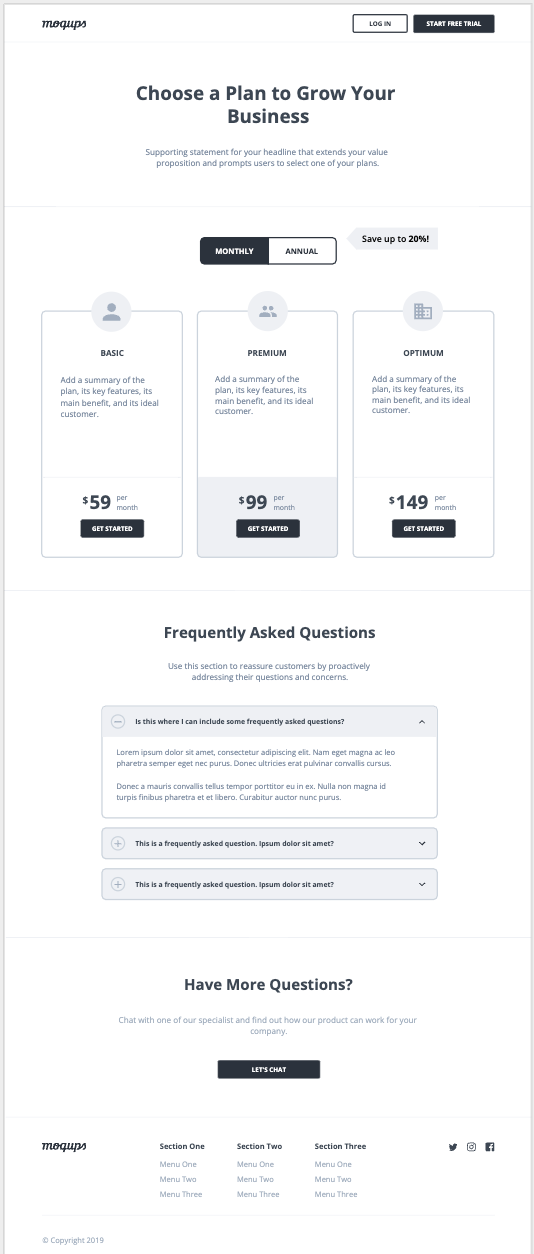 moqups
LOG IN
START FREE TRIAL
Choose a Plan to Grow Your
Business
Supporting statement for your headline that extends your value
proposition and prompts users to select one of your plans.
MONTHLY
ANNUAL
Save up to 20%!
BASIC
Add a summary of the
plan, its key features, its
main benefit, and its ideal
customer.
$59 per
month
GET STARTED
PREMIUM
Add a summary of the
plan, its key features, its
main benefit, and its ideal
customer.
$99 per
month
GET STARTED
OPTIMUM
Add a summary of the
plan, its key features, its
main benefit, and its ideal
customer.
$149 per
month
GET STARTED
Frequently Asked Questions
Use this section to reassure customers by proactively
addressing their questions and concerns.
Is this where I can include some frequently asked questions?
Lorem ipsum dolor sit amet, consectetur adipiscing elit. Nam eget magna ac leo
pharetra semper eget nec purus. Donec ultricies erat pulvinar convallis cursus.
Donec a mauris convallis tellus tempor porttitor eu in ex. Nulla non magna id
turpis finibus pharetra et et libero. Curabitur auctor nunc purus.
This is a frequently asked question. Ipsum dolor sit amet?
This is a frequently asked question. Ipsum dolor sit amet?
Have More Questions?
Chat with one of our specialist and find out how our product can work for your
company.
LET'S CHAT
moqups
Section One
Menu One
Menu Two
Menu Three
Section Two
Menu One
Menu Two
Menu Three
Section Three
Menu One
Menu Two
Menu Three
© Copyright 2019